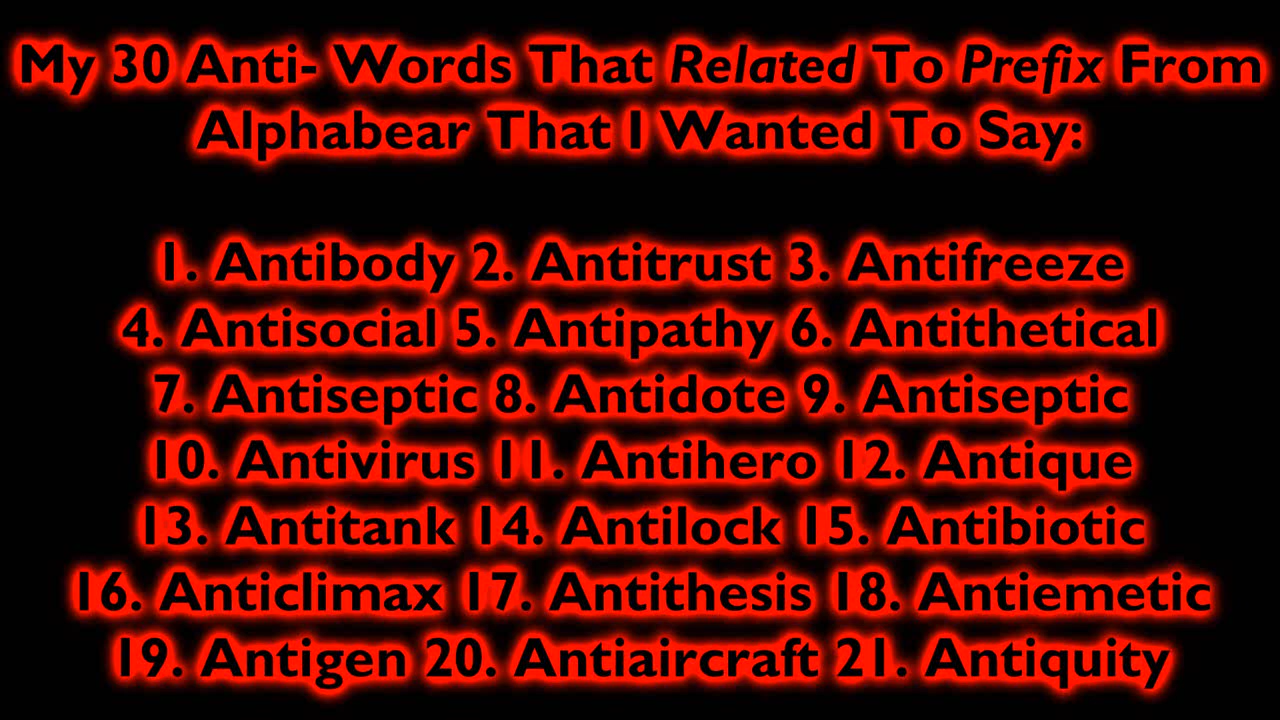 My 30 Anti- Words That Related To Prefix From
Alphabear That I Wanted To Say:
1. Antibody 2. Antitrust 3. Antifreeze
4. Antisocial 5. Antipathy 6. Antithetical
7. Antiseptic 8. Antidote 9. Antiseptic
10. Antivirus 11. Antihero 12. Antique
13. Antitank 14. Antilock 15. Antibiotic
16. Anticlimax 17. Antithesis 18. Antiemetic
19. Antigen 20. Antiaircraft 21. Antiquity